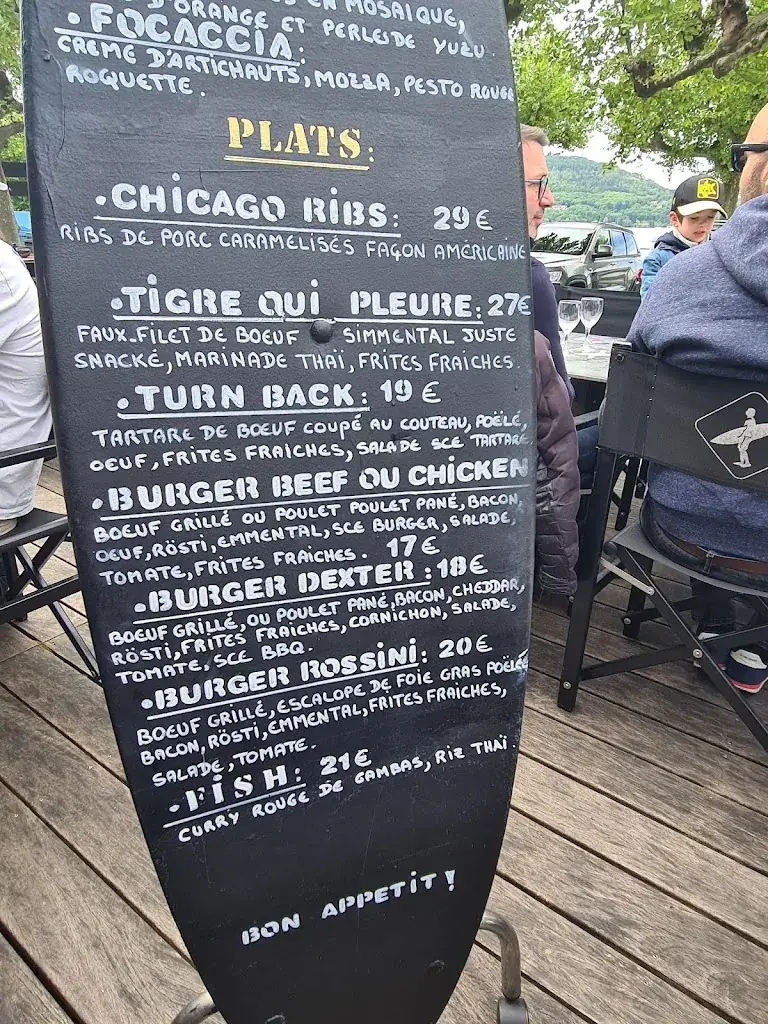 EN MOSAÏQUE,
D'ORANGE ET PERLE DE YUZU.
• FOCACCIA:
CREME D'ARTICHAUTS, MOZZA, PESTO ROUGE
ROQUETTE.
PLATS:
• CHICAGO RIBS: 29€
RIBS DE PORC CARAMELISÉS FAÇON AMÉRICAINE
• TIGRE QUI PLEURE: 27€
FAUX-FILET DE BOEUF SIMMENTAL JUSTE
SNACKÉ, MARINADE THAÏ, FRITES FRAICHES.
• TURN BACK: 19€
TARTARE DE BOEUF COUPÉ AU COUTEAU, POËLÉ,
OEUF, FRITES FRAICHES, SALADE SCE TARTARE
• BURGER BEEF OU CHICKEN
BOEUF GRILLÉ OU POULET POULET PANÉ, BACON,
OEUF, RÖSTI, EMMENTAL, SCE BURGER, SALADE,
TOMATE, FRITES FRAICHES. 17€
• BURGER DEXTER: 18€
BOEUF GRILLÉ, OU POULET PANÉ, BACON, CHEDDAR,
RÖSTI, FRITES FRAICHES, CORNICHON, SALADE,
TOMATE, SCE BBQ.
• BURGER ROSSINI: 20€
BOEUF GRILLÉ, ESCALOPE DE FOIE GRAS POËLÉ
BACON, RÖSTI, EMMENTAL, FRITES FRAICHES,
SALADE, TOMATE.
• FISH: 21€
CURRY ROUGE DE GAMBAS, RIZ THAÏ.
BON APPETIT!